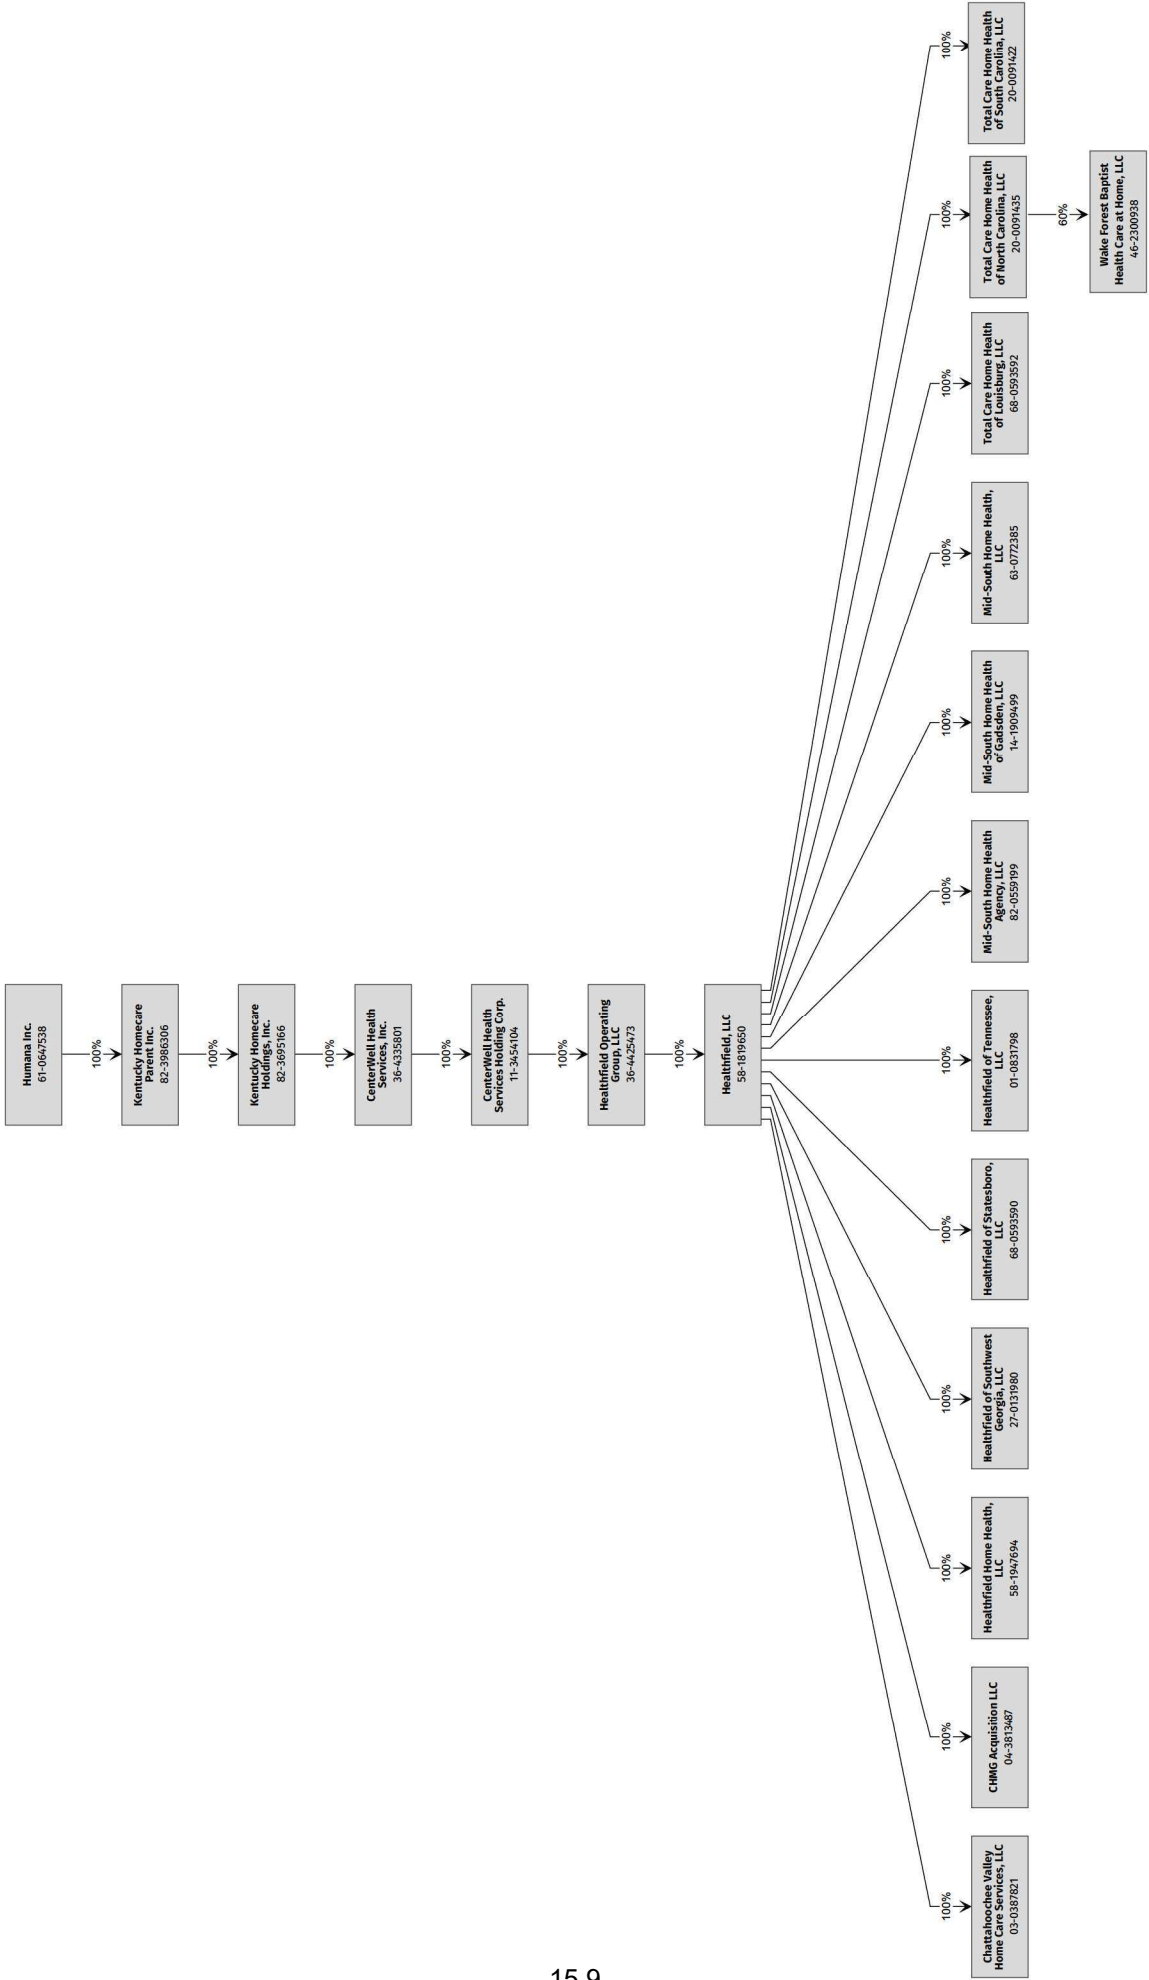 Humana Inc.
61-0647538
100%
Kentucky Homecare
Parent Inc.
82-3986306
100%
Kentucky Homecare
Holdings, Inc.
82-3695166
100%
CenterWell Health
Services, Inc.
36-4335801
100%
CenterWell Health
Services Holding Corp.
11-3454104
100%
Healthfield Operating
Group, LLC
36-4425473
100%
Healthfield, LLC
58-1819650
100%
100%
100%
100%
100%
100%
100%
100%
100%
100%
100%
100%
Chattahoochee Valley
Home Care Services, LLC
03-0387821
CHMG Acquisition LLC
04-3813487
Healthfield Home Health,
LLC
58-1947694
Healthfield of Southwest
Georgia, LLC
27-0131980
Healthfield of Statesboro,
LLC
68-0593590
Healthfield of Tennessee,
LLC
01-0831798
Mid-South Home Health
Agency, LLC
82-0559199
Mid-South Home Health
of Gadsden, LLC
14-1909499
Mid-South Home Health,
LLC
63-0772385
Total Care Home Health
of Louisburg, LLC
68-0593592
Total Care Home Health
of North Carolina, LLC
20-0091435
Total Care Home Health
of South Carolina, LLC
20-0091422
60%
Wake Forest Baptist
Health Care at Home, LLC
46-2300938
15.9